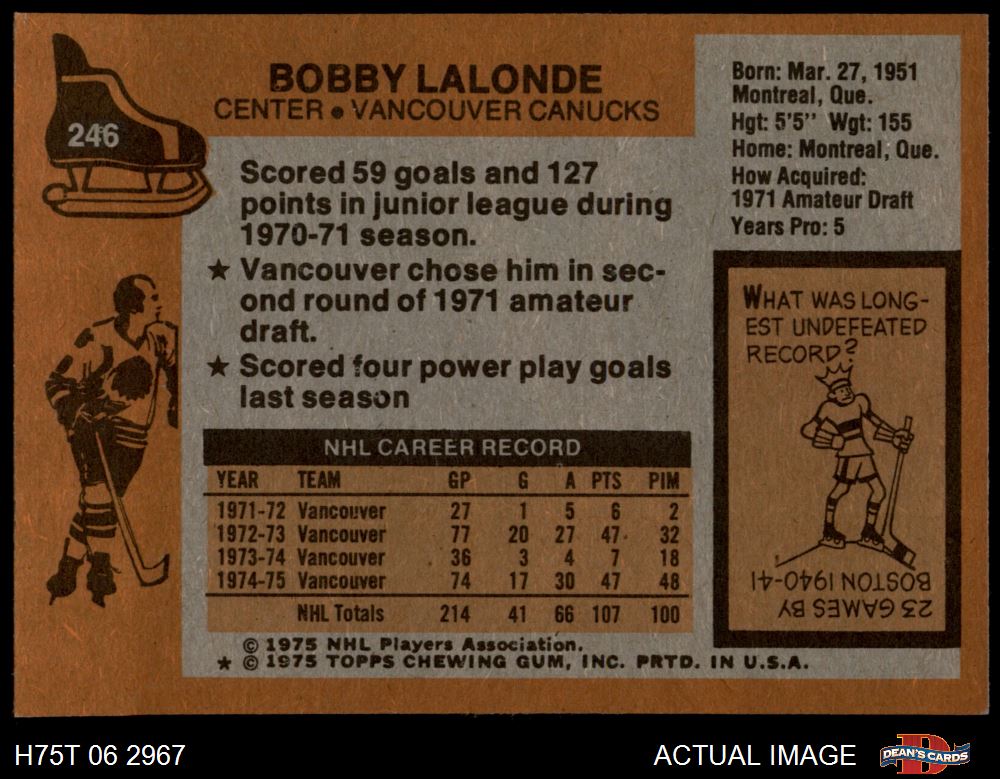 246
BOBBY LALONDE
CENTER • VANCOUVER CANUCKS
Born: Mar. 27, 1951
Montreal, Que.
Hgt: 5'5" Wgt: 155
Home: Montreal, Que.
How Acquired:
1971 Amateur Draft
Years Pro: 5
Scored 59 goals and 127
points in junior league during
1970-71 season.
★ Vancouver chose him in sec-
ond round of 1971 amateur
draft.
★ Scored four power play goals
last season
WHAT WAS LONG-
EST UNDEFEATED
RECORD?
23 GAMES BY
BOSTON 1940-41
NHL CAREER RECORD
YEAR TEAM GP G A PTS PIM
1971-72 Vancouver 27 1 5 6 2
1972-73 Vancouver 77 20 27 47 32
1973-74 Vancouver 36 3 4 7 18
1974-75 Vancouver 74 17 30 47 48
NHL Totals 214 41 66 107 100
© 1975 NHL Players Association.
★ © 1975 TOPPS CHEWING GUM, INC. PRTD. IN U.S.A.
H75T 06 2967
ACTUAL IMAGE
DEAN'S CARDS